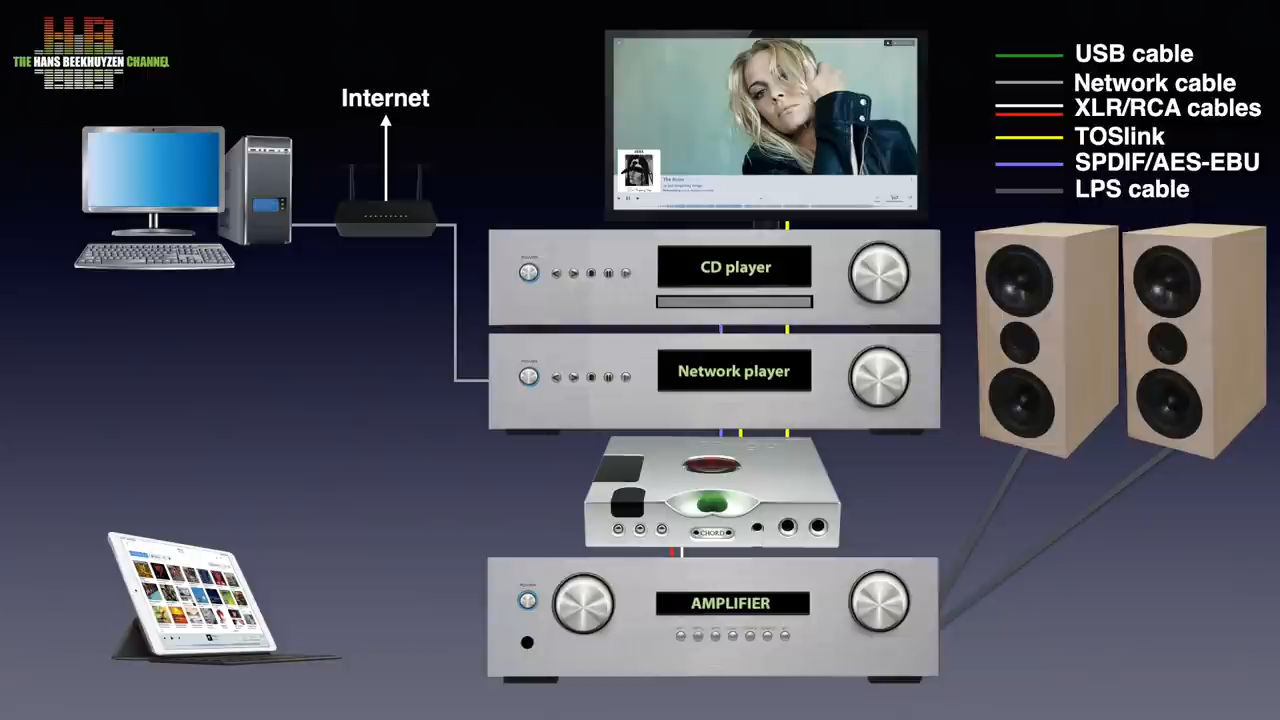 H.B
THE HANS BEEKHUYZEN CHANNEL
Internet
USB cable
Network cable
XLR/RCA cables
TOSlink
SPDIF/AES-EBU
LPS cable
CD player
Network player
CHORD
AMPLIFIER